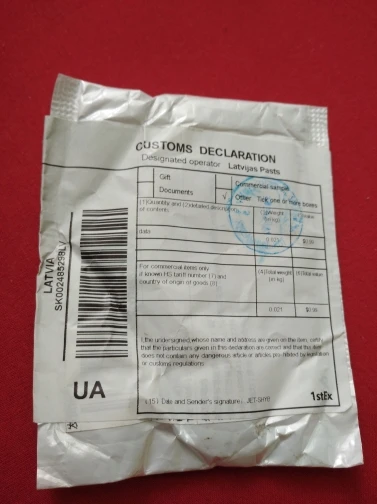 CUSTOMS DECLARATION
Designated operator Latvijas Pasts
Gift
Commercial sample
Documents
√ Other Tick one or more boxes
(1)Quantity and (2)detailed description
of contents
(3)Weight
(in kg)
value
data
$0.99
For commercial items only
if known,HS tariff number (7) and
country of origin of goods (8)
(4)Total weight
(in kg)
(6)Total value
0.021
I,the undersigned,whose name and address are given on the item, certify
that the particulars given in this declaration are correct and that this item
does not contain any dangerous article or articles prohibited by legislation
or customs regulations
(15) Date and Sender's signature:
1stEx
LATVIA
UA